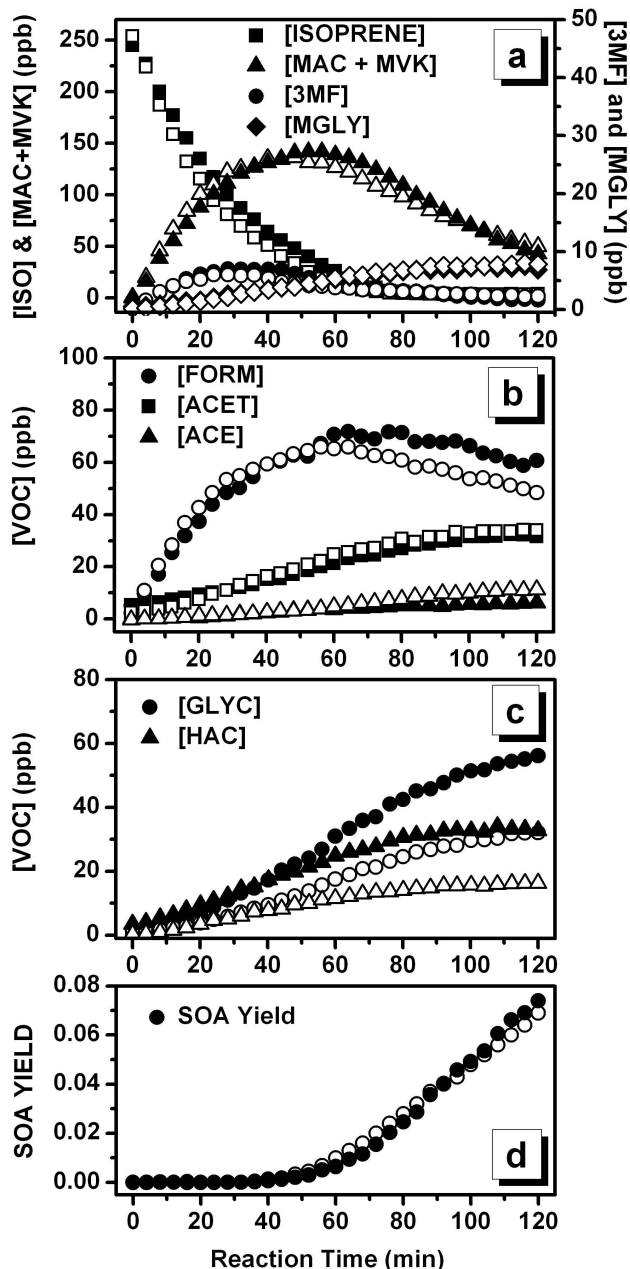 [ISO] & [MAC+MVK] (ppb)
250
200
150
100
50
0
[ISOPRENE]
[MAC + MVK]
[3MF]
[MGLY]
a
50
40
30
20
10
0
[3MF] and [MGLY] (ppb)
0 20 40 60 80 100 120
[VOC] (ppb)
100
80
60
40
20
0
[FORM]
[ACET]
[ACE]
b
0 20 40 60 80 100 120
[VOC] (ppb)
80
60
40
20
0
[GLYC]
[HAC]
c
0 20 40 60 80 100 120
SOA YIELD
0.08
0.06
0.04
0.02
0.00
SOA Yield
d
0 20 40 60 80 100 120
Reaction Time (min)